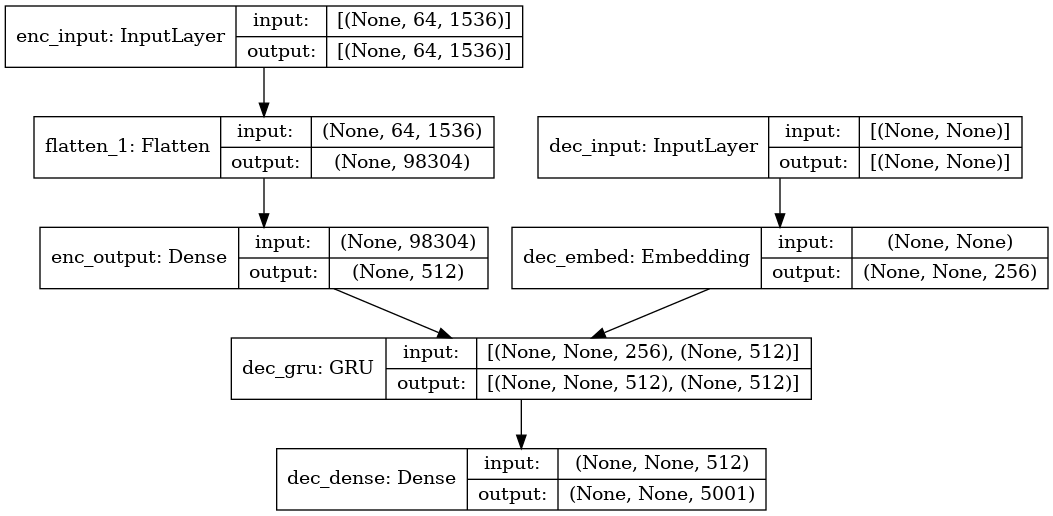 enc_input: InputLayer
input: [(None, 64, 1536)]
output: [(None, 64, 1536)]
flatten_1: Flatten
input: (None, 64, 1536)
output: (None, 98304)
dec_input: InputLayer
input: [(None, None)]
output: [(None, None)]
enc_output: Dense
input: (None, 98304)
output: (None, 512)
dec_embed: Embedding
input: (None, None)
output: (None, None, 256)
dec_gru: GRU
input: [(None, None, 256), (None, 512)]
output: [(None, None, 512), (None, 512)]
dec_dense: Dense
input: (None, None, 512)
output: (None, None, 5001)